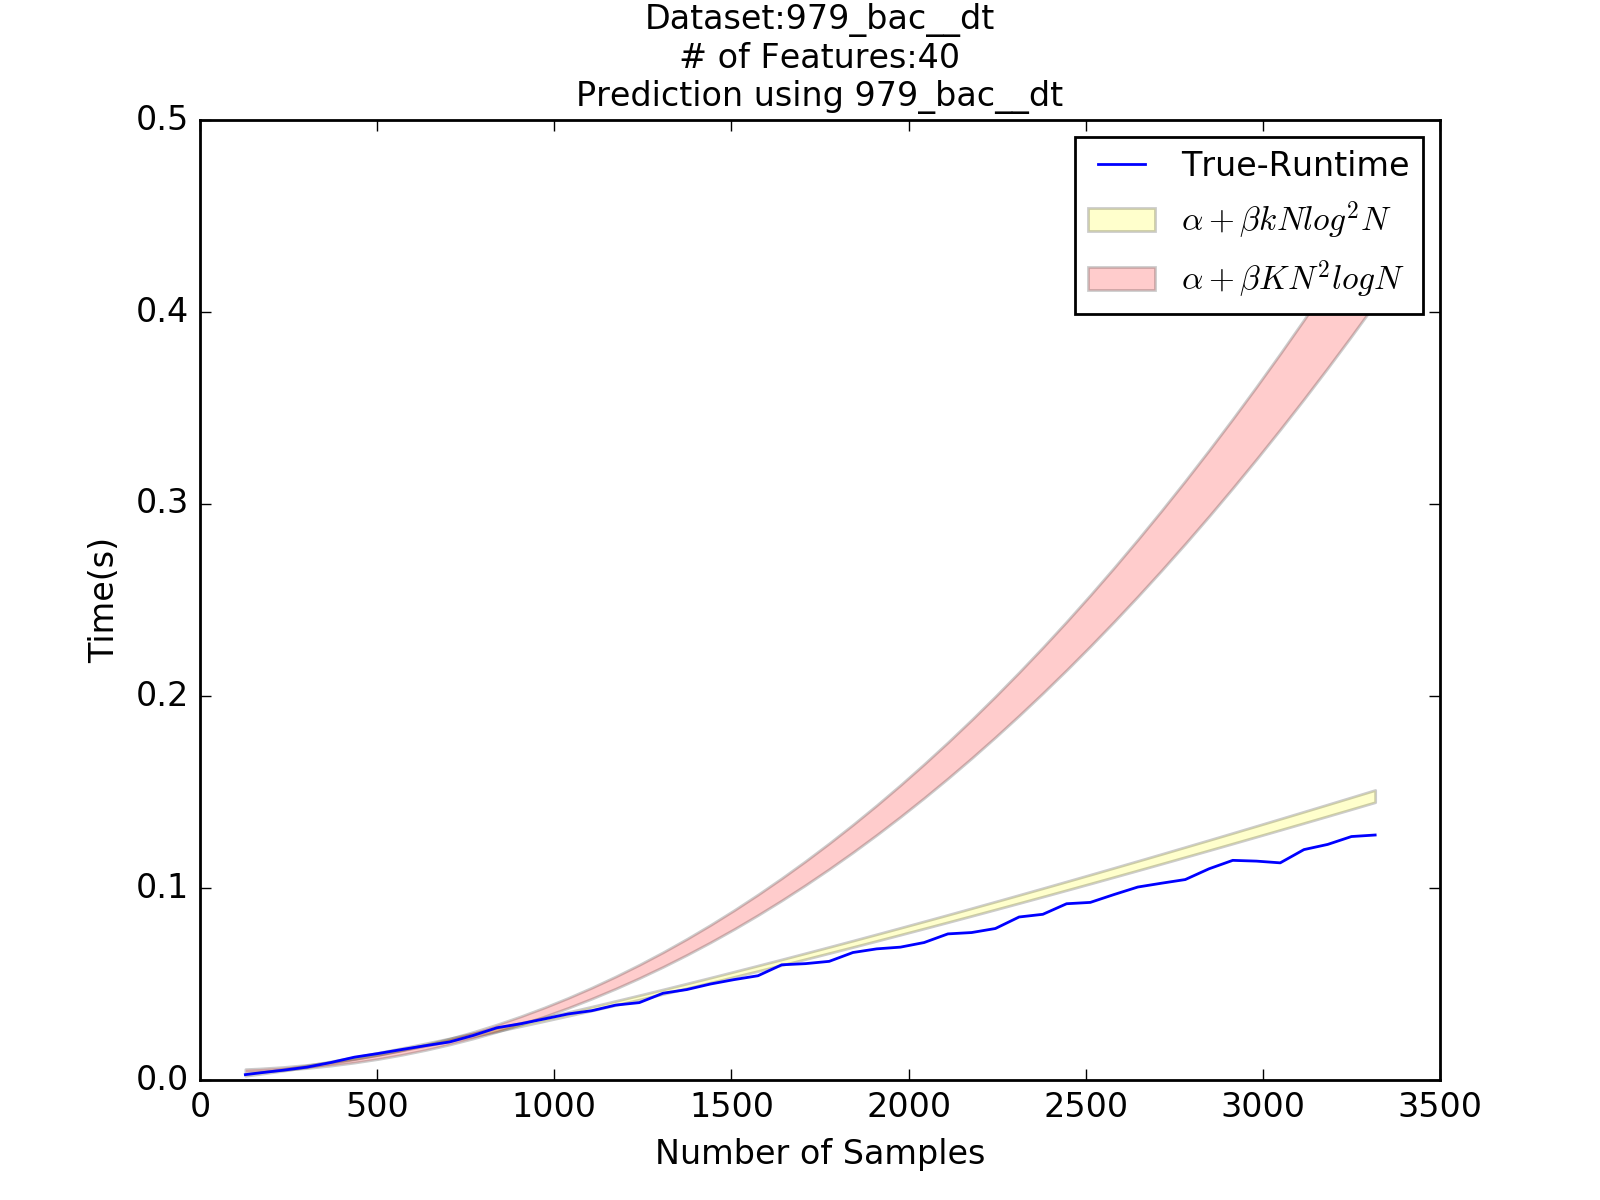 Dataset:979_bac__dt
# of Features:40
Prediction using 979_bac__dt
0.5
0.4
0.3
0.2
0.1
0.0
Time(s)
True-Runtime
α + βkNlog²N
α + βKN²logN
0 500 1000 1500 2000 2500 3000 3500
Number of Samples